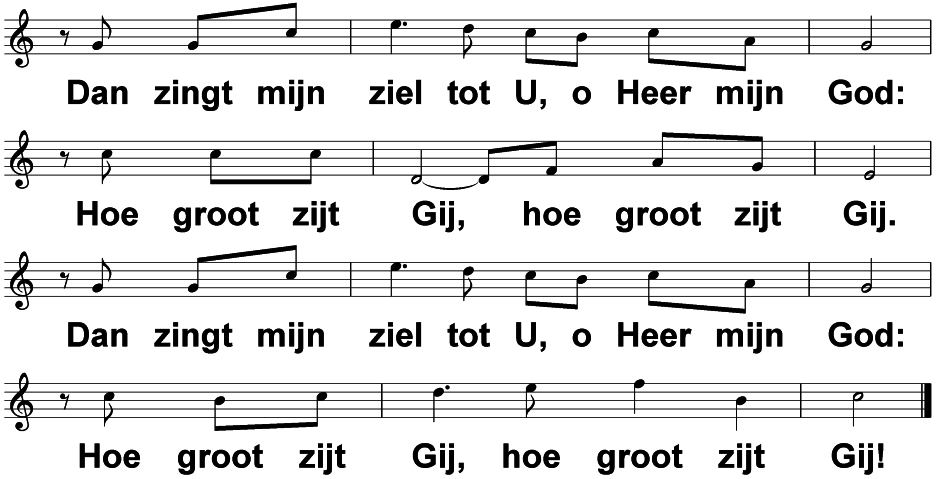 Dan zingt mijn ziel tot U, o Heer mijn God:
Hoe groot zijt Gij, hoe groot zijt Gij.
Dan zingt mijn ziel tot U, o Heer mijn God:
Hoe groot zijt Gij, hoe groot zijt Gij!